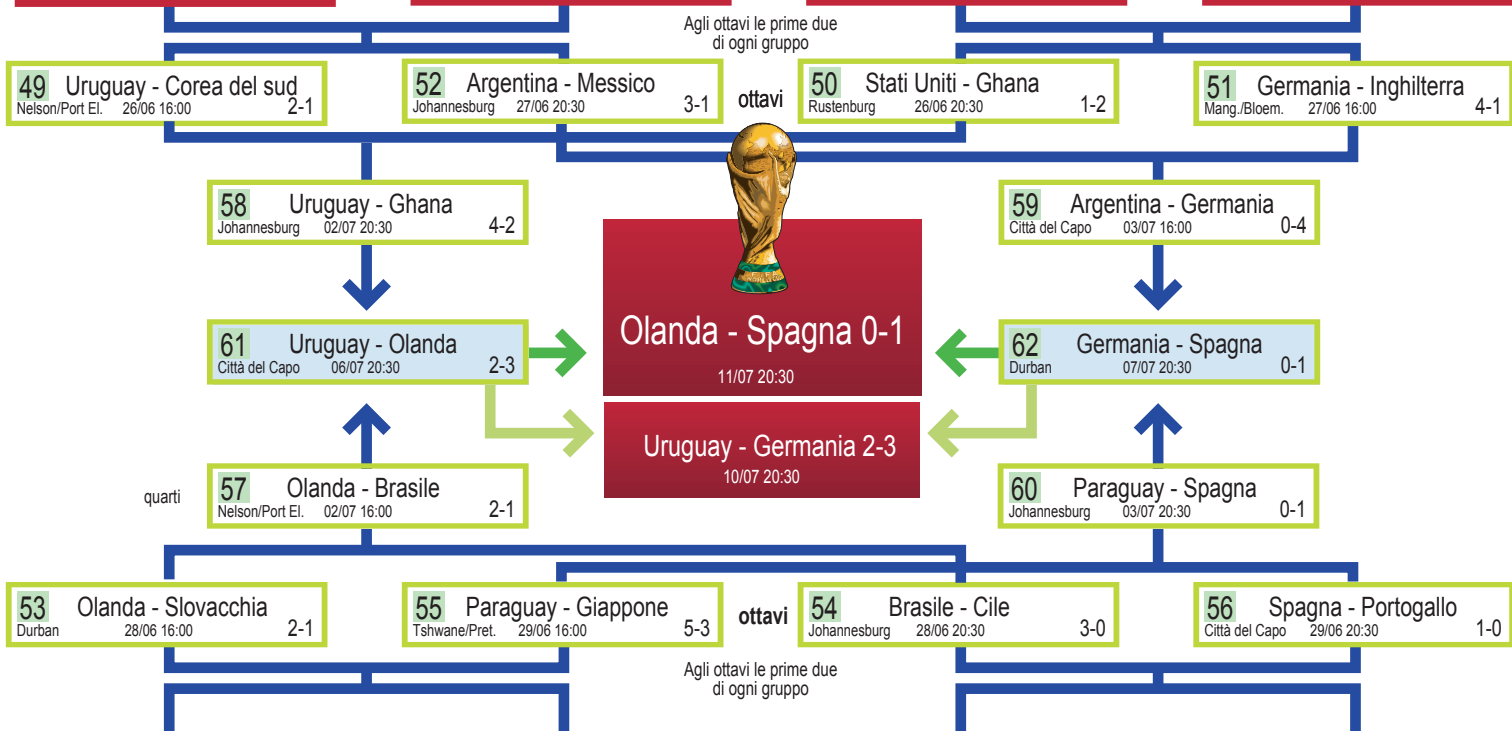 Agli ottavi le prime due
di ogni gruppo
49 Uruguay - Corea del sud
Nelson/Port El. 26/06 16:00 2-1
52 Argentina - Messico
Johannesburg 27/06 20:30 3-1
ottavi
50 Stati Uniti - Ghana
Rustenburg 26/06 20:30 1-2
51 Germania - Inghilterra
Mang./Bloem. 27/06 16:00 4-1
58 Uruguay - Ghana
Johannesburg 02/07 20:30 4-2
59 Argentina - Germania
Città del Capo 03/07 16:00 0-4
61 Uruguay - Olanda
Città del Capo 06/07 20:30 2-3
Olanda - Spagna 0-1
11/07 20:30
62 Germania - Spagna
Durban 07/07 20:30 0-1
Uruguay - Germania 2-3
10/07 20:30
quarti
57 Olanda - Brasile
Nelson/Port El. 02/07 16:00 2-1
60 Paraguay - Spagna
Johannesburg 03/07 20:30 0-1
53 Olanda - Slovacchia
Durban 28/06 16:00 2-1
55 Paraguay - Giappone
Tshwane/Pret. 29/06 16:00 5-3
ottavi
54 Brasile - Cile
Johannesburg 28/06 20:30 3-0
56 Spagna - Portogallo
Città del Capo 29/06 20:30 1-0
Agli ottavi le prime due
di ogni gruppo